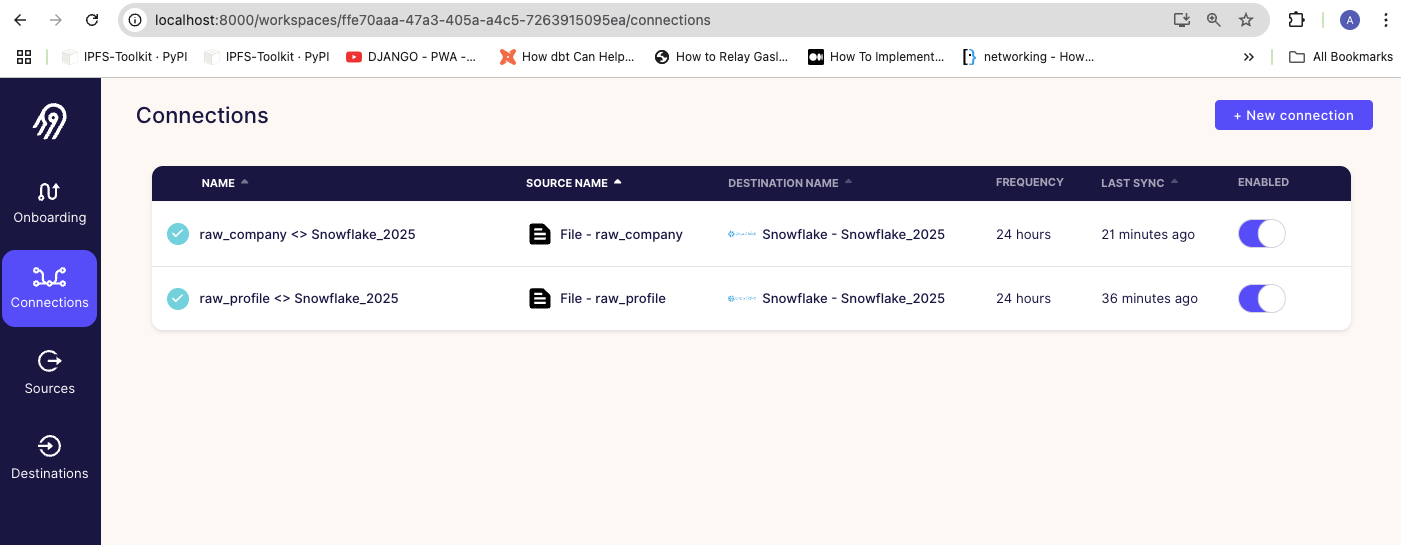 localhost:8000/workspaces/ffe70aaa-47a3-405a-a4c5-7263915095ea/connections
A
IPFS-Toolkit · PyPI IPFS-Toolkit · PyPI DJANGO - PWA -... How dbt Can Help... How to Relay Gasl... How To Implement... networking - How... » All Bookmarks
Connections
+ New connection
Onboarding
Connections
Sources
Destinations
NAME SOURCE NAME DESTINATION NAME FREQUENCY LAST SYNC ENABLED
raw_company <> Snowflake_2025 File - raw_company Snowflake - Snowflake_2025 24 hours 21 minutes ago
raw_profile <> Snowflake_2025 File - raw_profile Snowflake - Snowflake_2025 24 hours 36 minutes ago